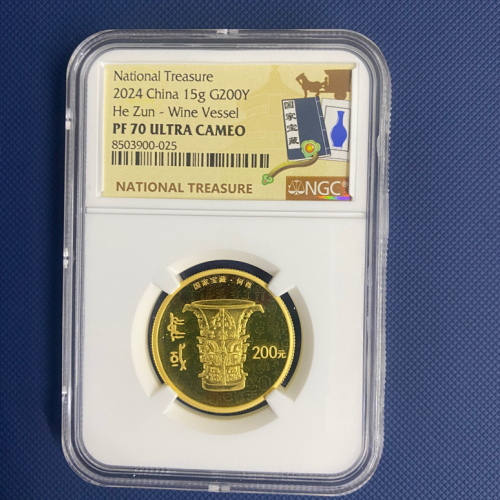 National Treasure
2024 China 15g G200Y
He Zun - Wine Vessel
PF 70 ULTRA CAMEO
8503900-025
NATIONAL TREASURE
国家宝藏
NGC
国家宝藏·何尊
200元